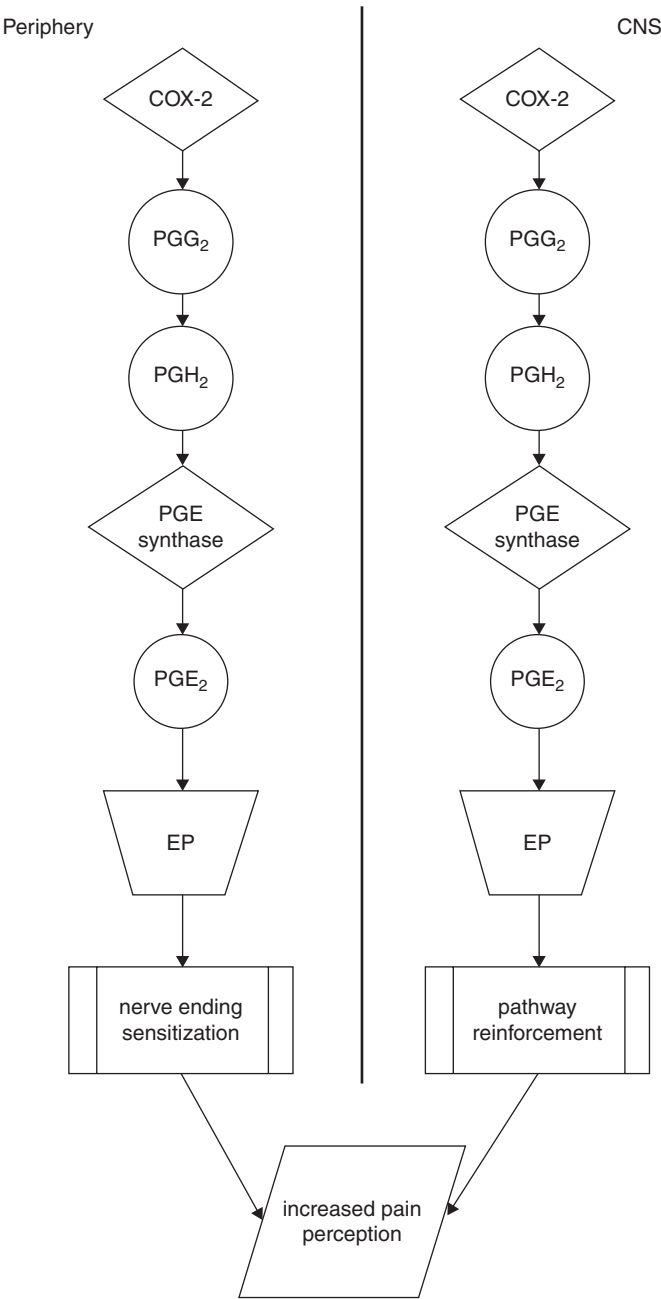 Periphery
CNS
COX-2
COX-2
PGG₂
PGG₂
PGH₂
PGH₂
PGE
synthase
PGE
synthase
PGE₂
PGE₂
EP
EP
nerve ending
sensitization
pathway
reinforcement
increased pain
perception